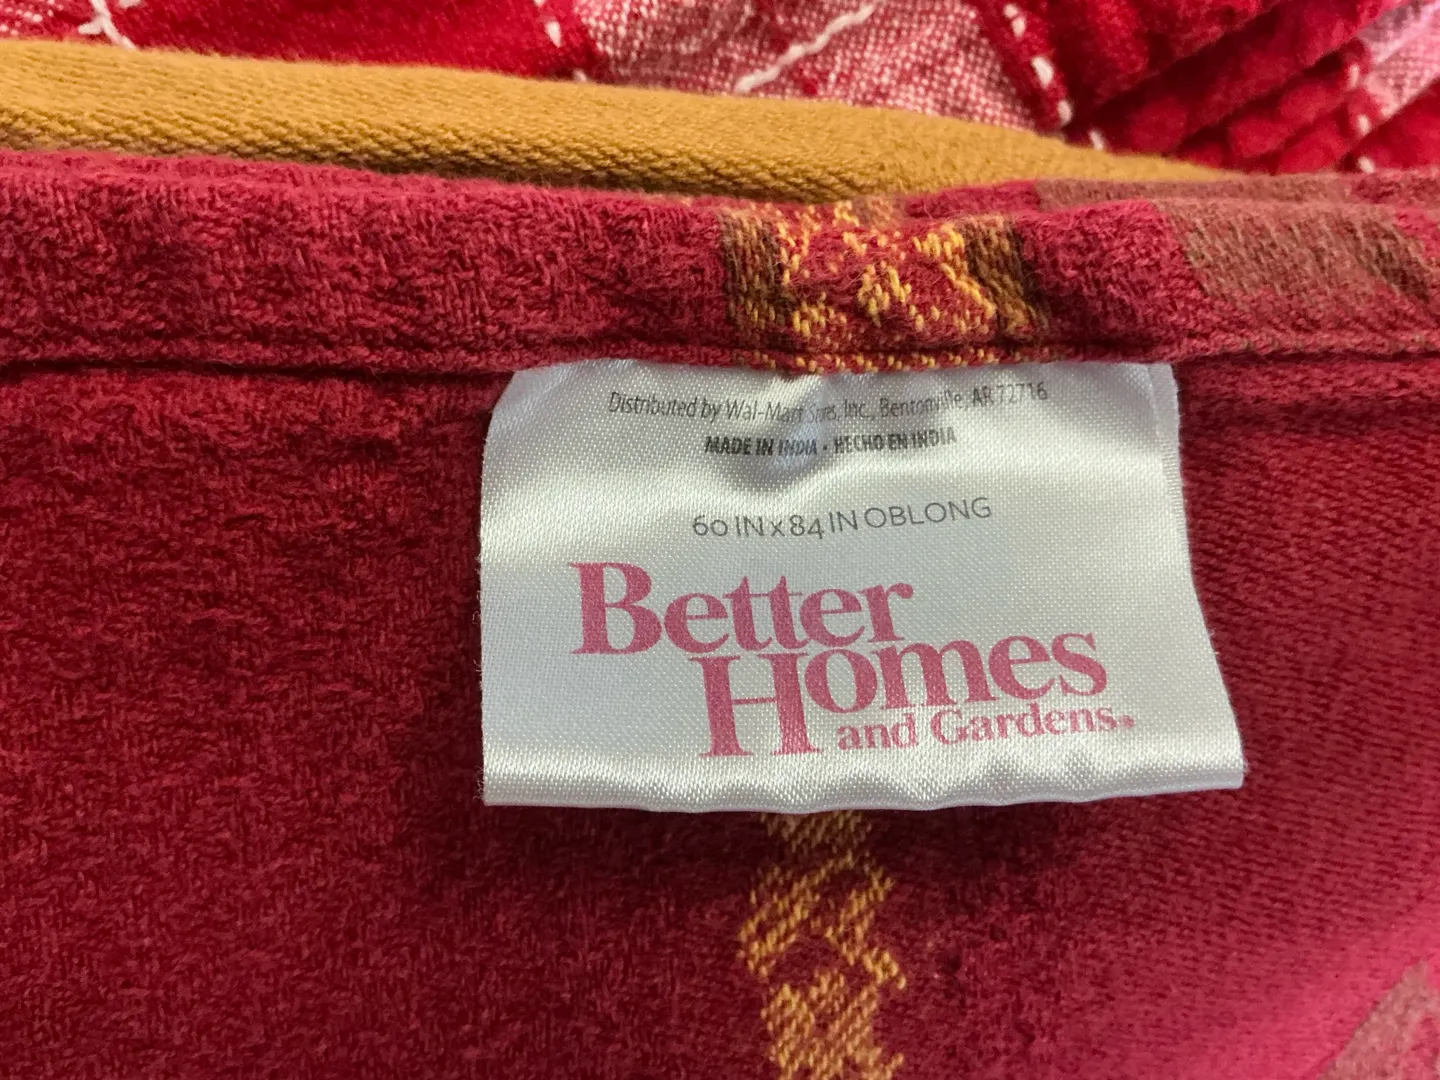 Distributed by Wal-Mart Stores, Inc., Bentonville, AR 72716
MADE IN INDIA • HECHO EN INDIA
60 IN x 84 IN OBLONG
Better
Homes
and Gardens®